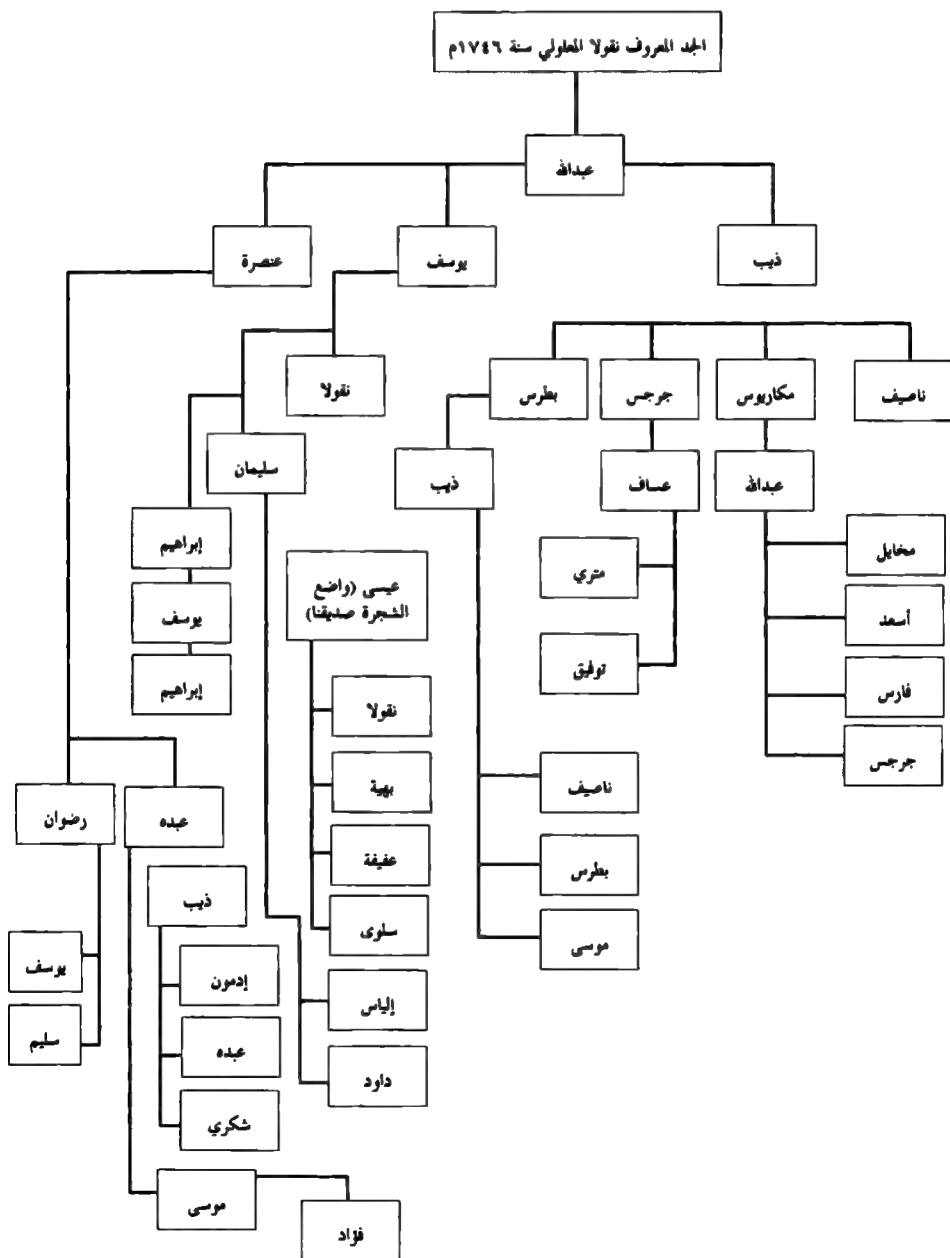 الجد المعروف نقولا المعلولي سنة ١٧٤٦م
عبدالله
ذيب
يوسف
عنصرة
ناصيف
مكاريوس
جرجس
بطرس
نقولا
عبدالله
عساف
ذيب
سليمان
مخايل
أسعد
فارس
جرجس
متري
توفيق
إبراهيم
يوسف
إبراهيم
عيسى (واضع
الشجرة صديقنا)
نقولا
بهية
عفيفة
سلوى
ناصيف
بطرس
موسى
إلياس
داود
عبده
رضوان
ذيب
إدمون
عبده
شكري
يوسف
سليم
موسى
فؤاد